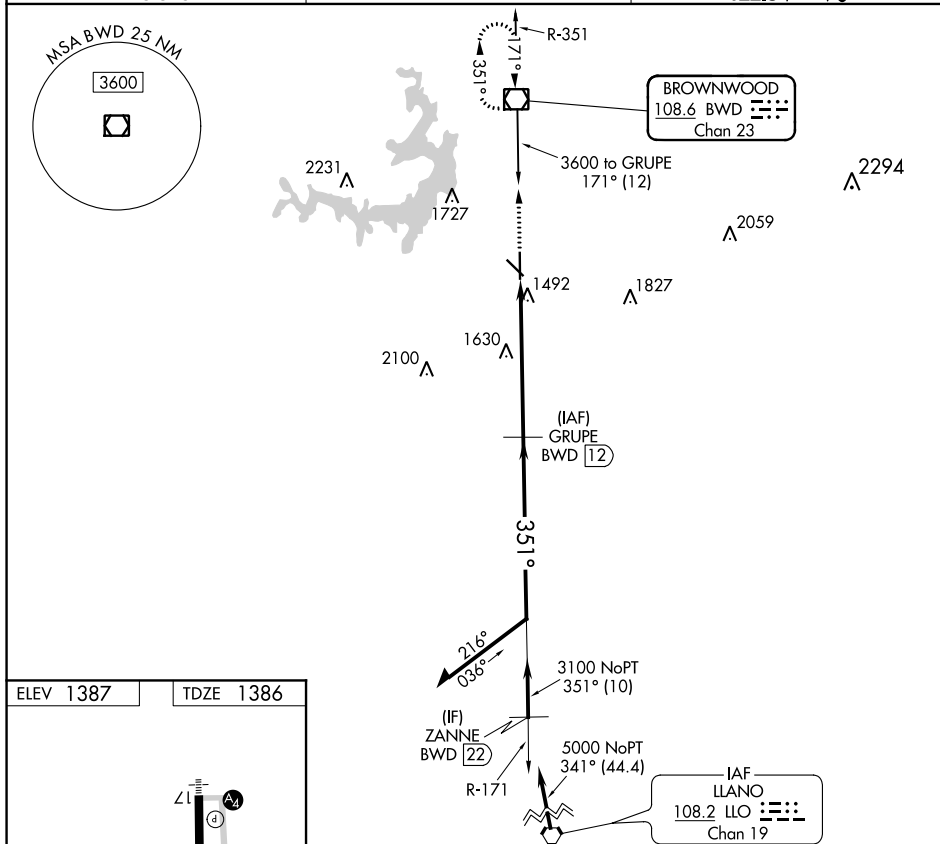 MSA BWD 25 NM
3600
R-351
351°
171°
BROWNWOOD
108.6 BWD
Chan 23
3600 to GRUPE
171° (12)
2231
1727
2294
2059
1492
1827
1630
2100
(IAF)
GRUPE
BWD 12
351°
216°
036°
3100 NoPT
351° (10)
(IF)
ZANNE
BWD 22
R-171
5000 NoPT
341° (44.4)
IAF
LLANO
108.2 LLO
Chan 19
ELEV 1387
TDZE 1386
17
A4
P